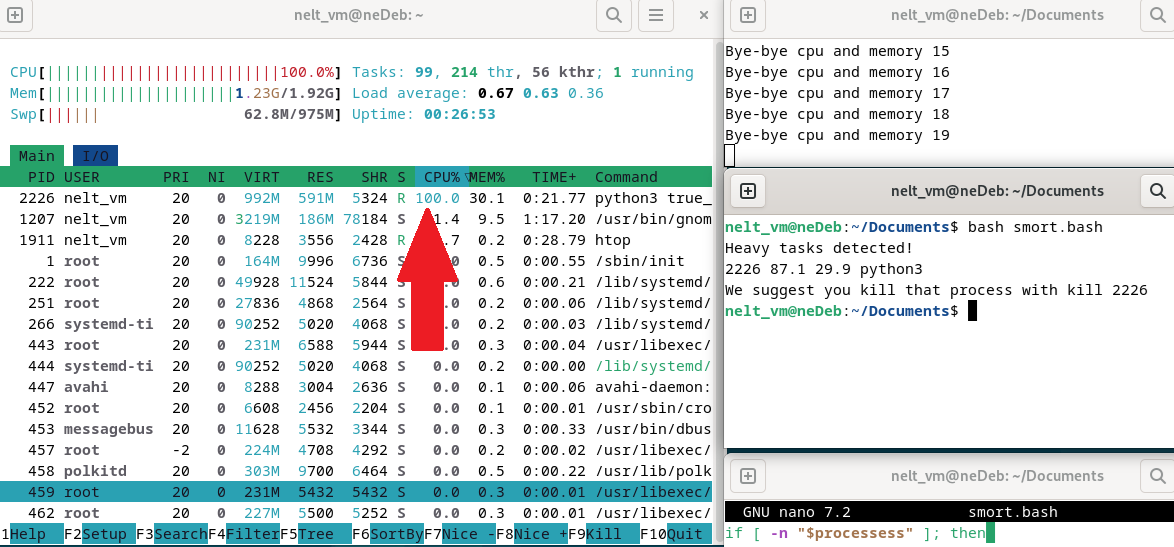 nelt_vm@neDeb: ~
CPU[||||||||||||||||||||||||||100.0%] Tasks: 99, 214 thr, 56 kthr; 1 running
Mem[|||||||||||||||||||||1.23G/1.92G] Load average: 0.67 0.63 0.36
Swp[|||||| 62.8M/975M] Uptime: 00:26:53
Main I/O
PID USER PRI NI VIRT RES SHR S CPU%▽MEM% TIME+ Command
2226 nelt_vm 20 0 992M 591M 5324 R 100.0 30.1 0:21.77 python3 true_
1207 nelt_vm 20 0 3219M 186M 78184 S 1.4 9.5 1:17.20 /usr/bin/gnom
1911 nelt_vm 20 0 8228 3556 2428 R .7 0.2 0:28.79 htop
1 root 20 0 164M 9996 6736 S 0.5 0:00.55 /sbin/init
222 root 20 0 49928 11524 5844 S 0.6 0:00.21 /lib/systemd/
251 root 20 0 27836 4868 2564 S 0.2 0:00.06 /lib/systemd/
266 systemd-ti 20 0 90252 5020 4068 S 0.2 0:00.03 /lib/systemd/
443 root 20 0 231M 6588 5944 S 0.3 0:00.04 /usr/libexec/
444 systemd-ti 20 0 90252 5020 4068 S 0.0 0.2 0:00.00 /lib/systemd/
447 avahi 20 0 8288 3004 2636 S 0.0 0.1 0:00.06 avahi-daemon:
452 root 20 0 6608 2456 2204 S 0.0 0.1 0:00.01 /usr/sbin/cro
453 messagebus 20 0 11628 5532 3344 S 0.0 0.3 0:00.33 /usr/bin/dbus
457 root -2 0 224M 4708 4292 S 0.0 0.2 0:00.01 /usr/libexec/
458 polkitd 20 0 303M 9700 6464 S 0.0 0.5 0:00.22 /usr/lib/polk
459 root 20 0 231M 5432 5432 S 0.0 0.3 0:00.01 /usr/libexec/
462 root 20 0 227M 5500 5252 S 0.0 0.3 0:00.01 /usr/libexec/
F1Help F2Setup F3SearchF4FilterF5Tree F6SortByF7Nice -F8Nice +F9Kill F10Quit
nelt_vm@neDeb: ~/Documents
Bye-bye cpu and memory 15
Bye-bye cpu and memory 16
Bye-bye cpu and memory 17
Bye-bye cpu and memory 18
Bye-bye cpu and memory 19
nelt_vm@neDeb: ~/Documents
nelt_vm@neDeb:~/Documents$ bash smort.bash
Heavy tasks detected!
2226 87.1 29.9 python3
We suggest you kill that process with kill 2226
nelt_vm@neDeb:~/Documents$
nelt_vm@neDeb: ~/Documents
GNU nano 7.2 smort.bash
if [ -n "$processess" ]; then